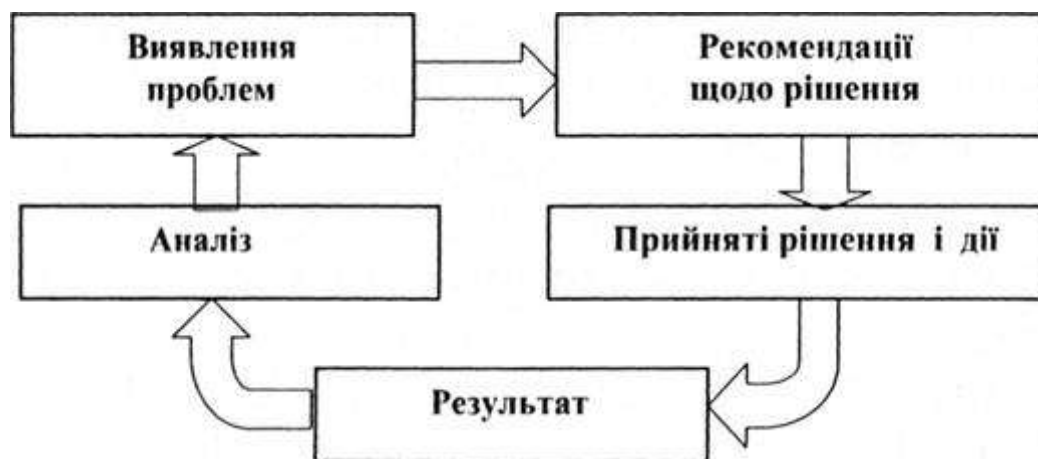 Виявлення
проблем
Рекомендації
щодо рішення
Аналіз
Прийняті рішення і дії
Результат